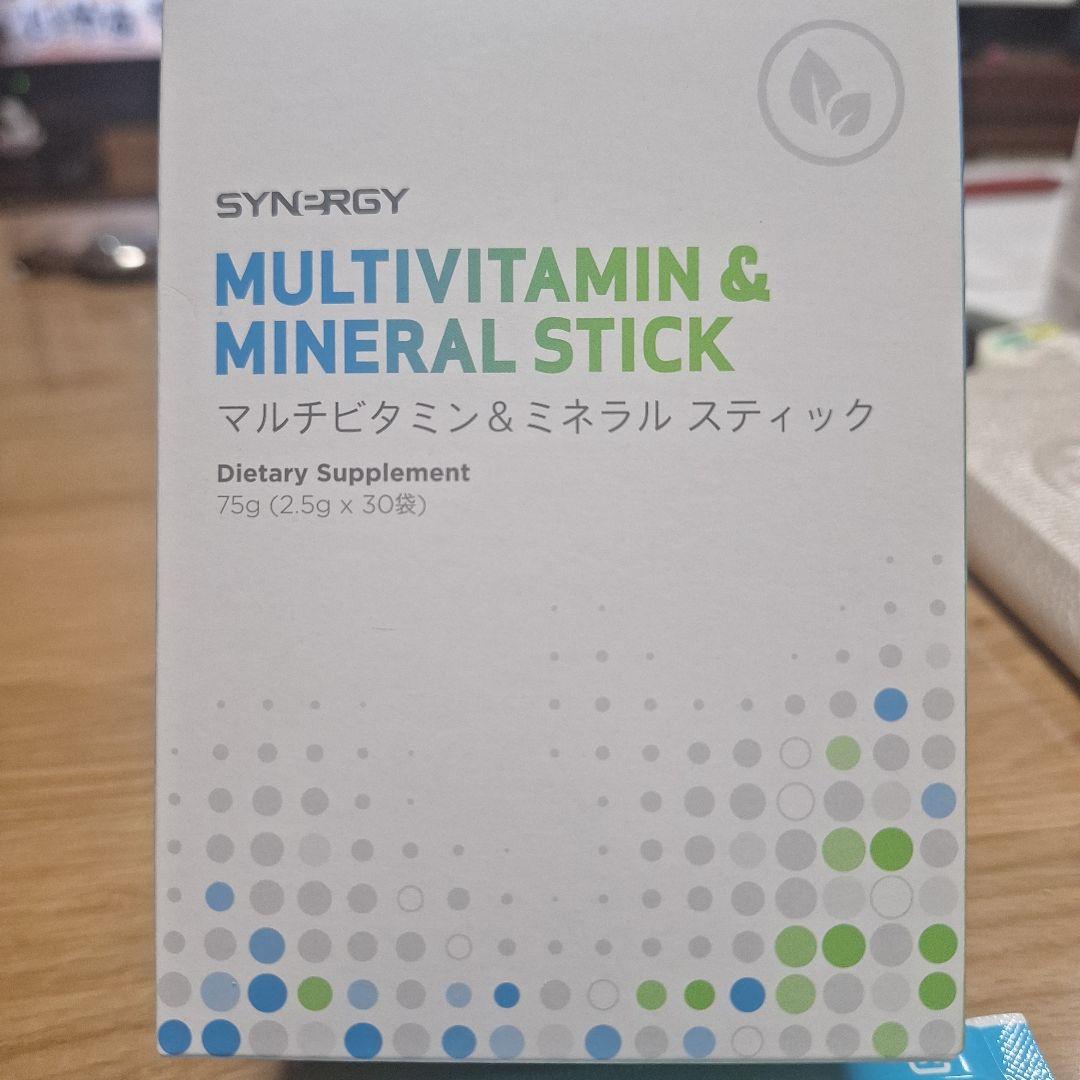 SYNERGY
MULTIVITAMIN &
MINERAL STICK
マルチビタミン＆ミネラル スティック
Dietary Supplement
75g (2.5g x 30袋)